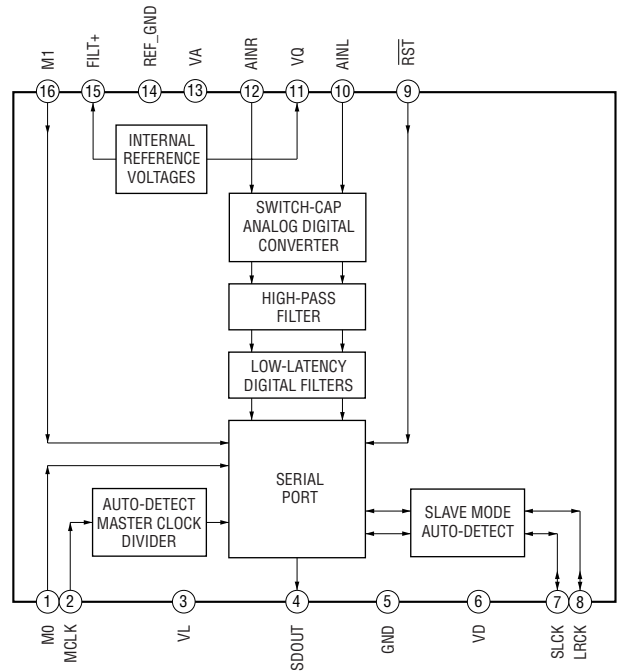 M1
FILT+
REF_GND
VA
AINR
VQ
AINL
RST
16
15
14
13
12
11
10
9
INTERNAL
REFERENCE
VOLTAGES
SWITCH-CAP
ANALOG DIGITAL
CONVERTER
HIGH-PASS
FILTER
LOW-LATENCY
DIGITAL FILTERS
SERIAL
PORT
AUTO-DETECT
MASTER CLOCK
DIVIDER
SLAVE MODE
AUTO-DETECT
1
2
3
4
5
6
7
8
M0
MCLK
VL
SDOUT
GND
VD
SLCK
LRCK